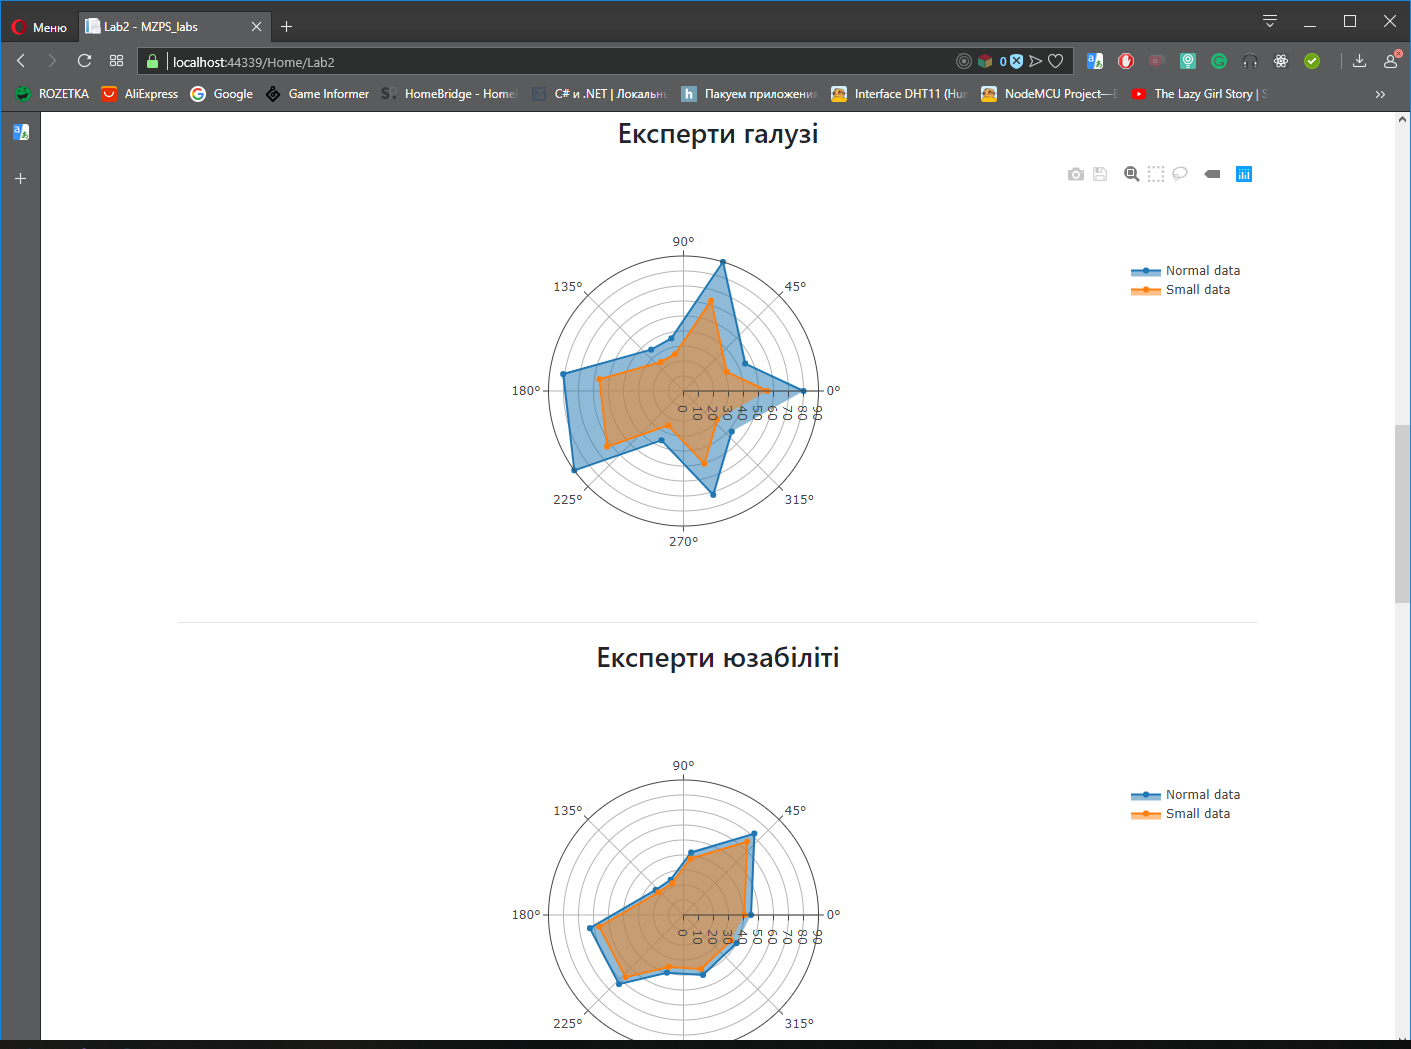 Меню
Lab2 - MZPS_labs
localhost:44339/Home/Lab2
0
ROZETKA
AliExpress
Google
Game Informer
HomeBridge - Home
C# и .NET | Локальн
Пакуем приложения
Interface DHT11 (Hu
NodeMCU Project—
The Lazy Girl Story |
Експерти галузі
90°
135°
45°
180°
0°
225°
315°
270°
0 10 20 30 40 50 60 70 80 90
Normal data
Small data
Експерти юзабіліті
90°
135°
45°
180°
0°
225°
315°
0 10 20 30 40 50 60 70 80 90
Normal data
Small data